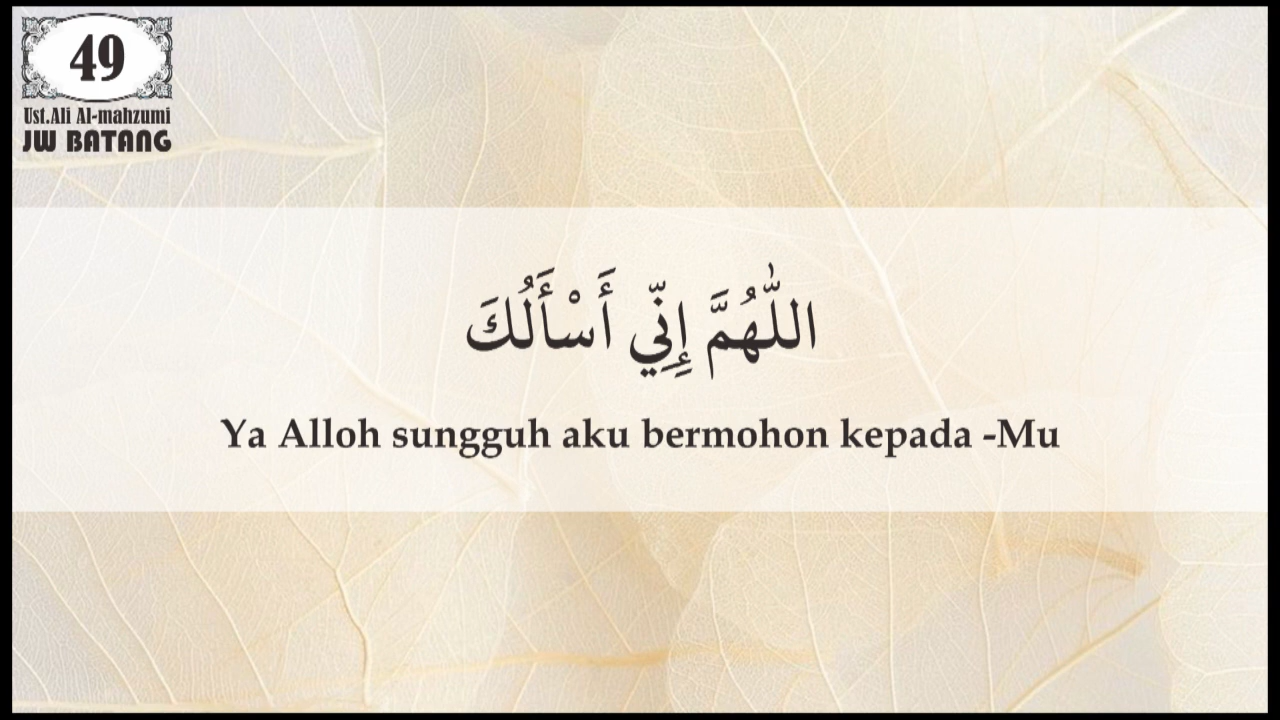 49
Ust.Ali Al-mahzumi
JW BATANG
اللّٰهُمَّ إِنِّي أَسْأَلُكَ
Ya Alloh sungguh aku bermohon kepada -Mu